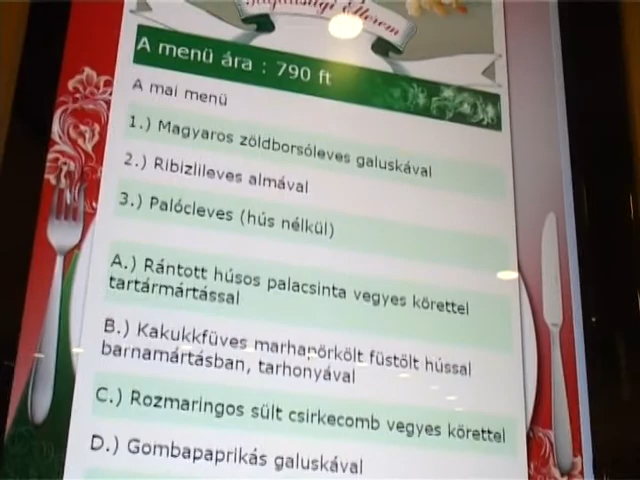 Étterem
A menü ára : 790 ft
A mai menü
1.) Magyaros zöldborsóleves galuskával
2.) Ribizlileves almával
3.) Palócleves (hús nélkül)
A.) Rántott húsos palacsinta vegyes körettel
tartármártással
B.) Kakukkfüves marhapörkölt füstölt hússal
barnamártásban, tarhonyával
C.) Rozmaringos sült csirkecomb vegyes körettel
D.) Gombapaprikás galuskával